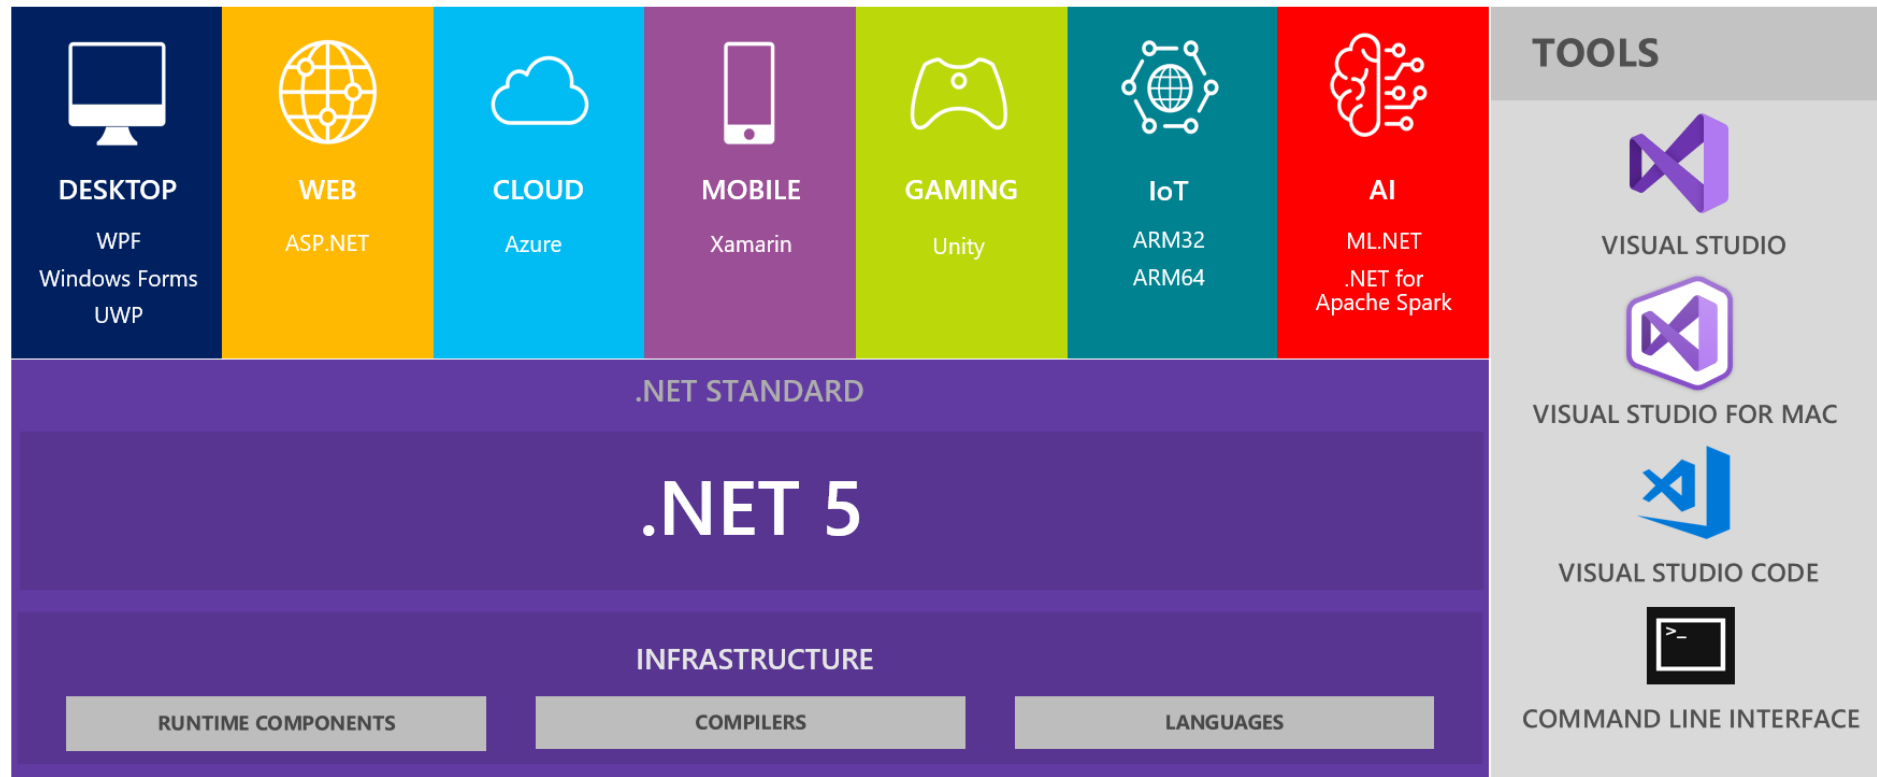 DESKTOP
WPF
Windows Forms
UWP
WEB
ASP.NET
CLOUD
Azure
MOBILE
Xamarin
GAMING
Unity
IoT
ARM32
ARM64
AI
ML.NET
.NET for
Apache Spark
.NET STANDARD
.NET 5
INFRASTRUCTURE
RUNTIME COMPONENTS
COMPILERS
LANGUAGES
TOOLS
VISUAL STUDIO
VISUAL STUDIO FOR MAC
VISUAL STUDIO CODE
>_
COMMAND LINE INTERFACE